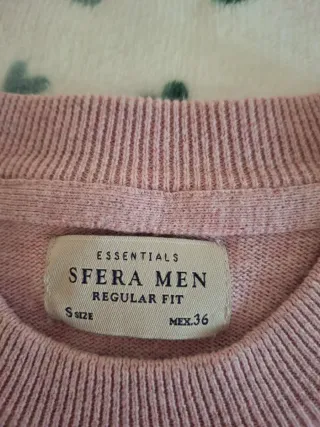 ESSENTIALS
SFERA MEN
REGULAR FIT
S SIZE MEX.36